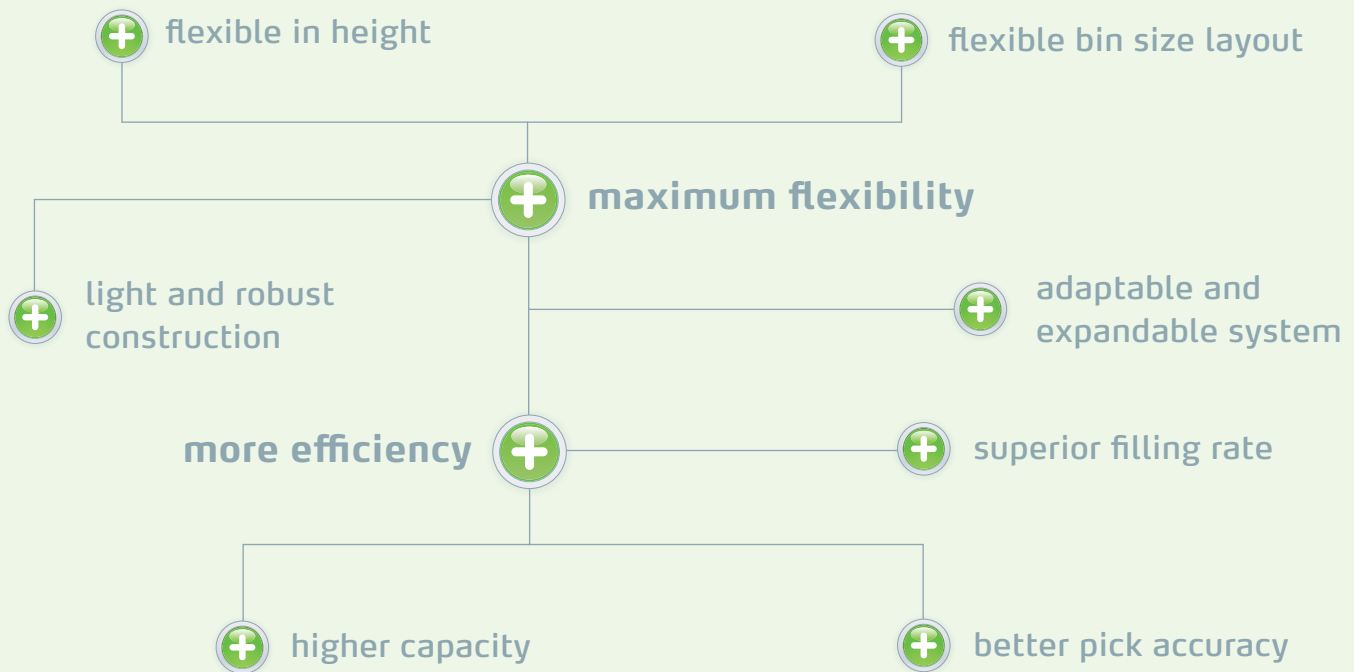 flexible in height
flexible bin size layout
maximum flexibility
light and robust
construction
adaptable and
expandable system
more efficiency
superior filling rate
higher capacity
better pick accuracy